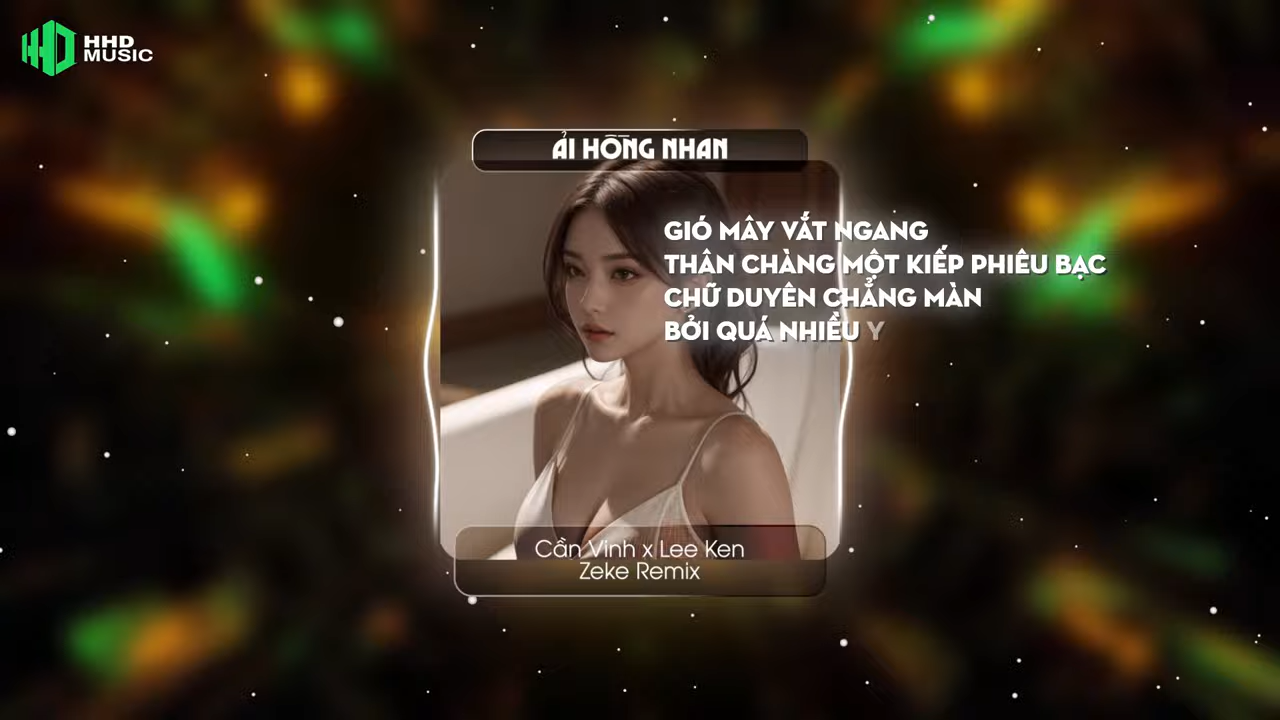 HHD
MUSIC
ẢI HỒNG NHAN
GIÓ MÂY VẮT NGANG
THÂN CHÀNG MỘT KIẾP PHIÊU BẠC
CHỮ DUYÊN CHẲNG MÀN
BỞI QUÁ NHIỀU Y
Cần Vinh x Lee Ken
Zeke Remix